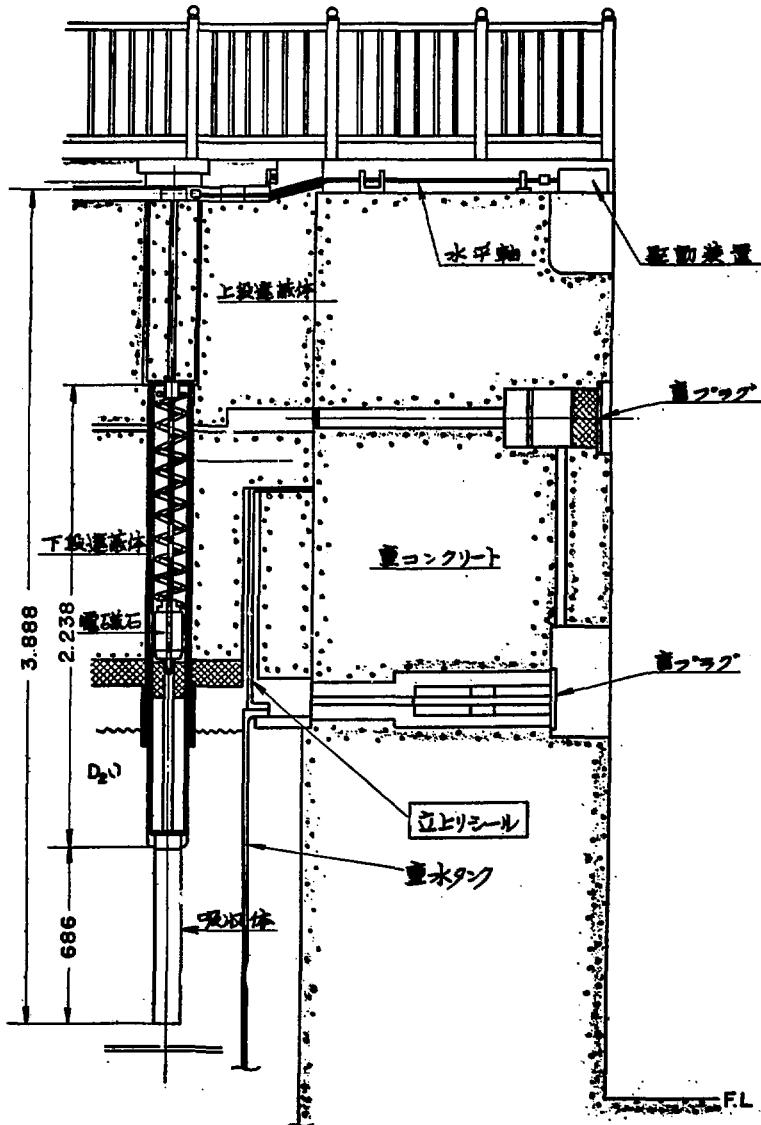 水平軸
駆動装置
上段遮蔽体
重プラグ
下段遮蔽体
重コンクリート
電磁石
3.888
2.238
重プラグ
D₂O
立上りシール
重水タンク
吸収体
686
F.L